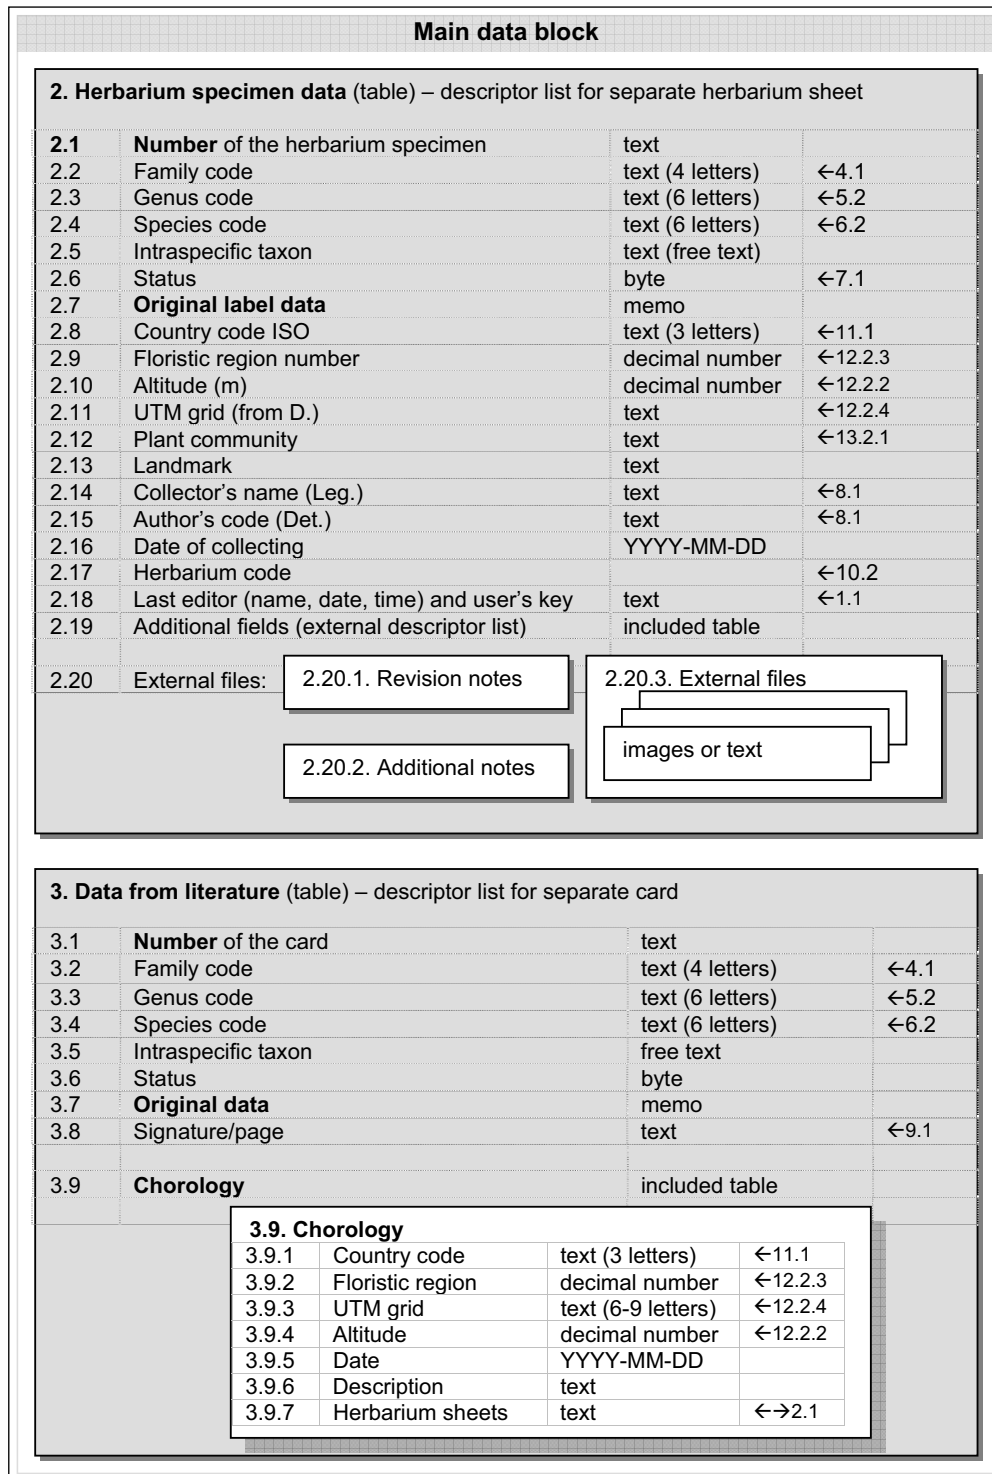 Main data block
2. Herbarium specimen data (table) – descriptor list for separate herbarium sheet
2.1 Number of the herbarium specimen text
2.2 Family code text (4 letters) ←4.1
2.3 Genus code text (6 letters) ←5.2
2.4 Species code text (6 letters) ←6.2
2.5 Intraspecific taxon text (free text)
2.6 Status byte ←7.1
2.7 Original label data memo
2.8 Country code ISO text (3 letters) ←11.1
2.9 Floristic region number decimal number ←12.2.3
2.10 Altitude (m) decimal number ←12.2.2
2.11 UTM grid (from D.) text ←12.2.4
2.12 Plant community text ←13.2.1
2.13 Landmark text
2.14 Collector’s name (Leg.) text ←8.1
2.15 Author’s code (Det.) text ←8.1
2.16 Date of collecting YYYY-MM-DD
2.17 Herbarium code ←10.2
2.18 Last editor (name, date, time) and user’s key text ←1.1
2.19 Additional fields (external descriptor list) included table
2.20 External files: 2.20.1. Revision notes 2.20.3. External files
images or text
2.20.2. Additional notes
3. Data from literature (table) – descriptor list for separate card
3.1 Number of the card text
3.2 Family code text (4 letters) ←4.1
3.3 Genus code text (6 letters) ←5.2
3.4 Species code text (6 letters) ←6.2
3.5 Intraspecific taxon free text
3.6 Status byte
3.7 Original data memo
3.8 Signature/page text ←9.1
3.9 Chorology included table
3.9. Chorology
3.9.1 Country code text (3 letters) ←11.1
3.9.2 Floristic region decimal number ←12.2.3
3.9.3 UTM grid text (6-9 letters) ←12.2.4
3.9.4 Altitude decimal number ←12.2.2
3.9.5 Date YYYY-MM-DD
3.9.6 Description text
3.9.7 Herbarium sheets text ←→2.1